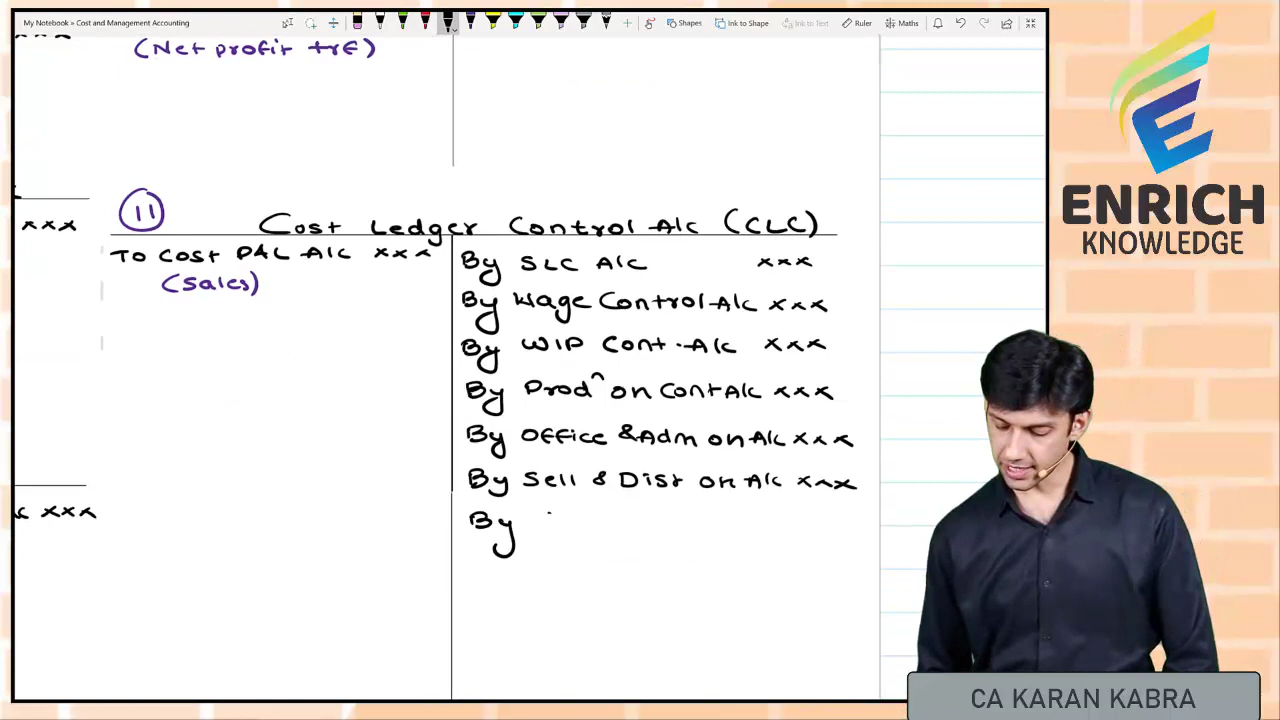 My Notebook » Cost and Management Accounting
Shapes
Ink to Shape
Ink to Text
Ruler
Maths
xxx
(Net profit trf)
11
Cost Ledger Control A/c (CLC)
xxx
To Cost P&L A/c xxx
(Sales)
By SLC A/c xxx
By Wage Control A/c xxx
By WIP Cont. A/c xxx
By Prodⁿ OH Cont A/c xxx
By Office & Adm OH A/c xxx
By Sell & Dist OH A/c xxx
By
xxx
ENRICH
KNOWLEDGE
CA KARAN KABRA